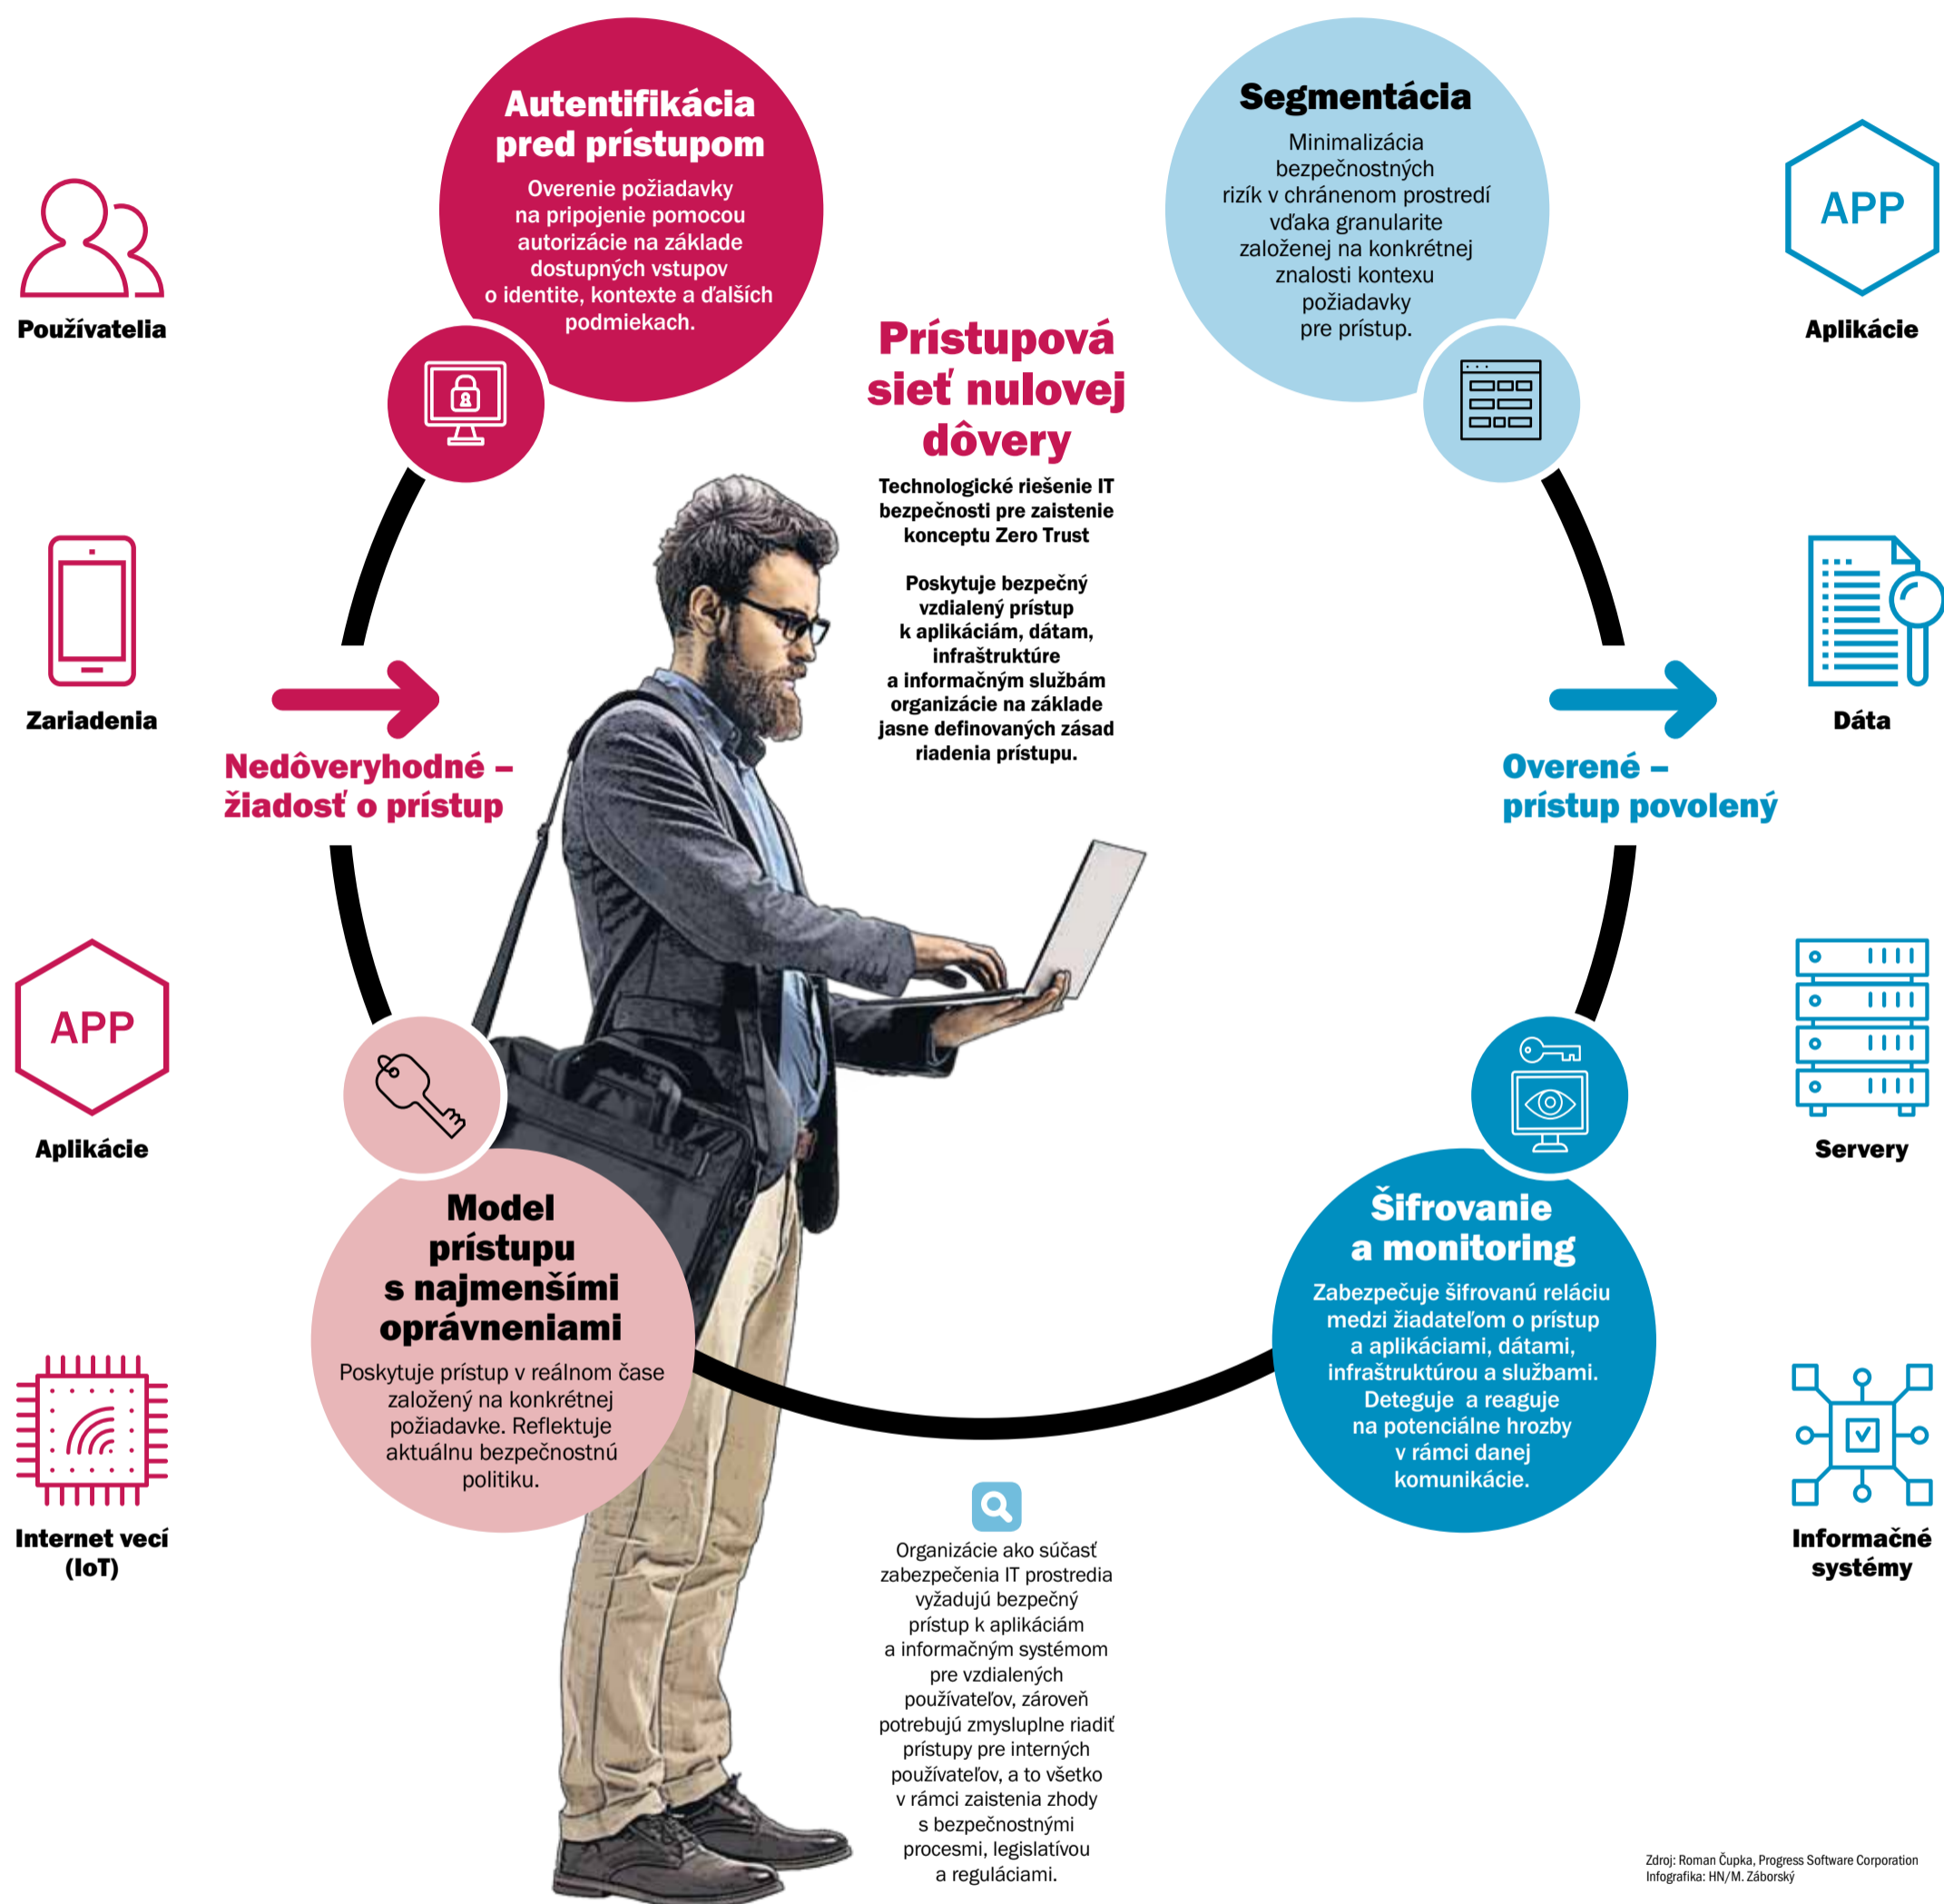 Autentifikácia
pred prístupom
Overenie požiadavky
na pripojenie pomocou
autorizácie na základe
dostupných vstupov
o identite, kontexte a ďalších
podmiekach.
Segmentácia
Minimalizácia
bezpečnostných
rizík v chránenom prostredí
vďaka granularite
založenej na konkrétnej
znalosti kontexu
požiadavky
pre prístup.
Používatelia
Zariadenia
APP
Aplikácie
Internet vecí
(IoT)
Nedôveryhodné –
žiadosť o prístup
Prístupová
sieť nulovej
dôvery
Technologické riešenie IT
bezpečnosti pre zaistenie
konceptu Zero Trust
Poskytuje bezpečný
vzdialený prístup
k aplikáciám, dátam,
infraštruktúre
a informačným službám
organizácie na základe
jasne definovaných zásad
riadenia prístupu.
Overené –
prístup povolený
APP
Aplikácie
Dáta
Servery
Informačné
systémy
Model
prístupu
s najmenšími
oprávneniami
Poskytuje prístup v reálnom čase
založený na konkrétnej
požiadavke. Reflektuje
aktuálnu bezpečnostnú
politiku.
Šifrovanie
a monitoring
Zabezpečuje šifrovanú reláciu
medzi žiadateľom o prístup
a aplikáciami, dátami,
infraštruktúrou a službami.
Deteguje a reaguje
na potenciálne hrozby
v rámci danej
komunikácie.
Organizácie ako súčasť
zabezpečenia IT prostredia
vyžadujú bezpečný
prístup k aplikáciám
a informačným systémom
pre vzdialených
používateľov, zároveň
potrebujú zmysluplne riadiť
prístupy pre interných
používateľov, a to všetko
v rámci zaistenia zhody
s bezpečnostnými
procesmi, legislatívou
a reguláciami.
Zdroj: Roman Čupka, Progress Software Corporation
Infografika: HN/M. Záborský